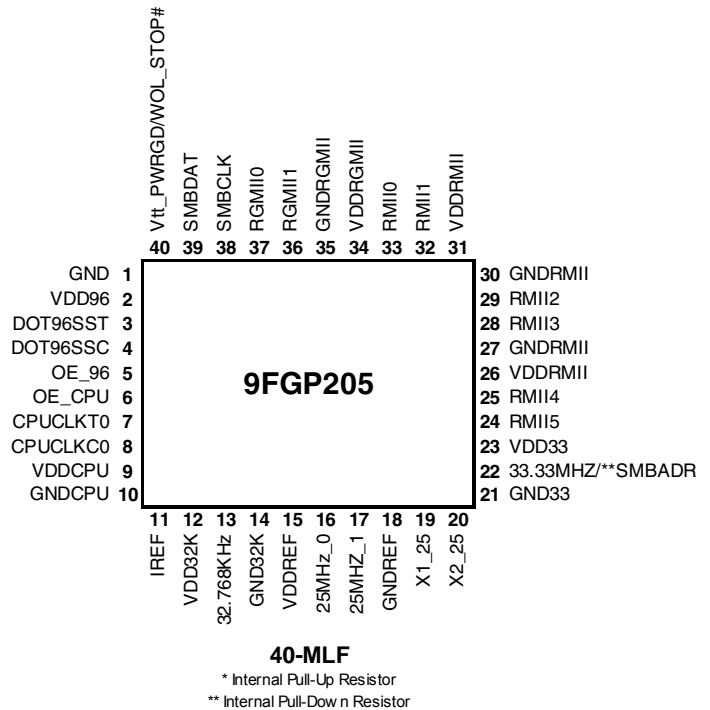 Vtt_PWRGD/WOL_STOP#
SMBDAT
SMBCLK
RGMII0
RGMII1
GNDRGMII
VDDRGMII
RMII0
RMII1
VDDRMII
40 39 38 37 36 35 34 33 32 31
GND 1
VDD96 2
DOT96SST 3
DOT96SSC 4
OE_96 5
OE_CPU 6
CPUCLKT0 7
CPUCLKC0 8
VDDCPU 9
GNDCPU 10
9FGP205
30 GNDRMII
29 RMII2
28 RMII3
27 GNDRMII
26 VDDRMII
25 RMII4
24 RMII5
23 VDD33
22 33.33MHZ/**SMBADR
21 GND33
11 12 13 14 15 16 17 18 19 20
IREF
VDD32K
32.768KHz
GND32K
VDDREF
25MHz_0
25MHZ_1
GNDREF
X1_25
X2_25
40-MLF
* Internal Pull-Up Resistor
** Internal Pull-Down Resistor